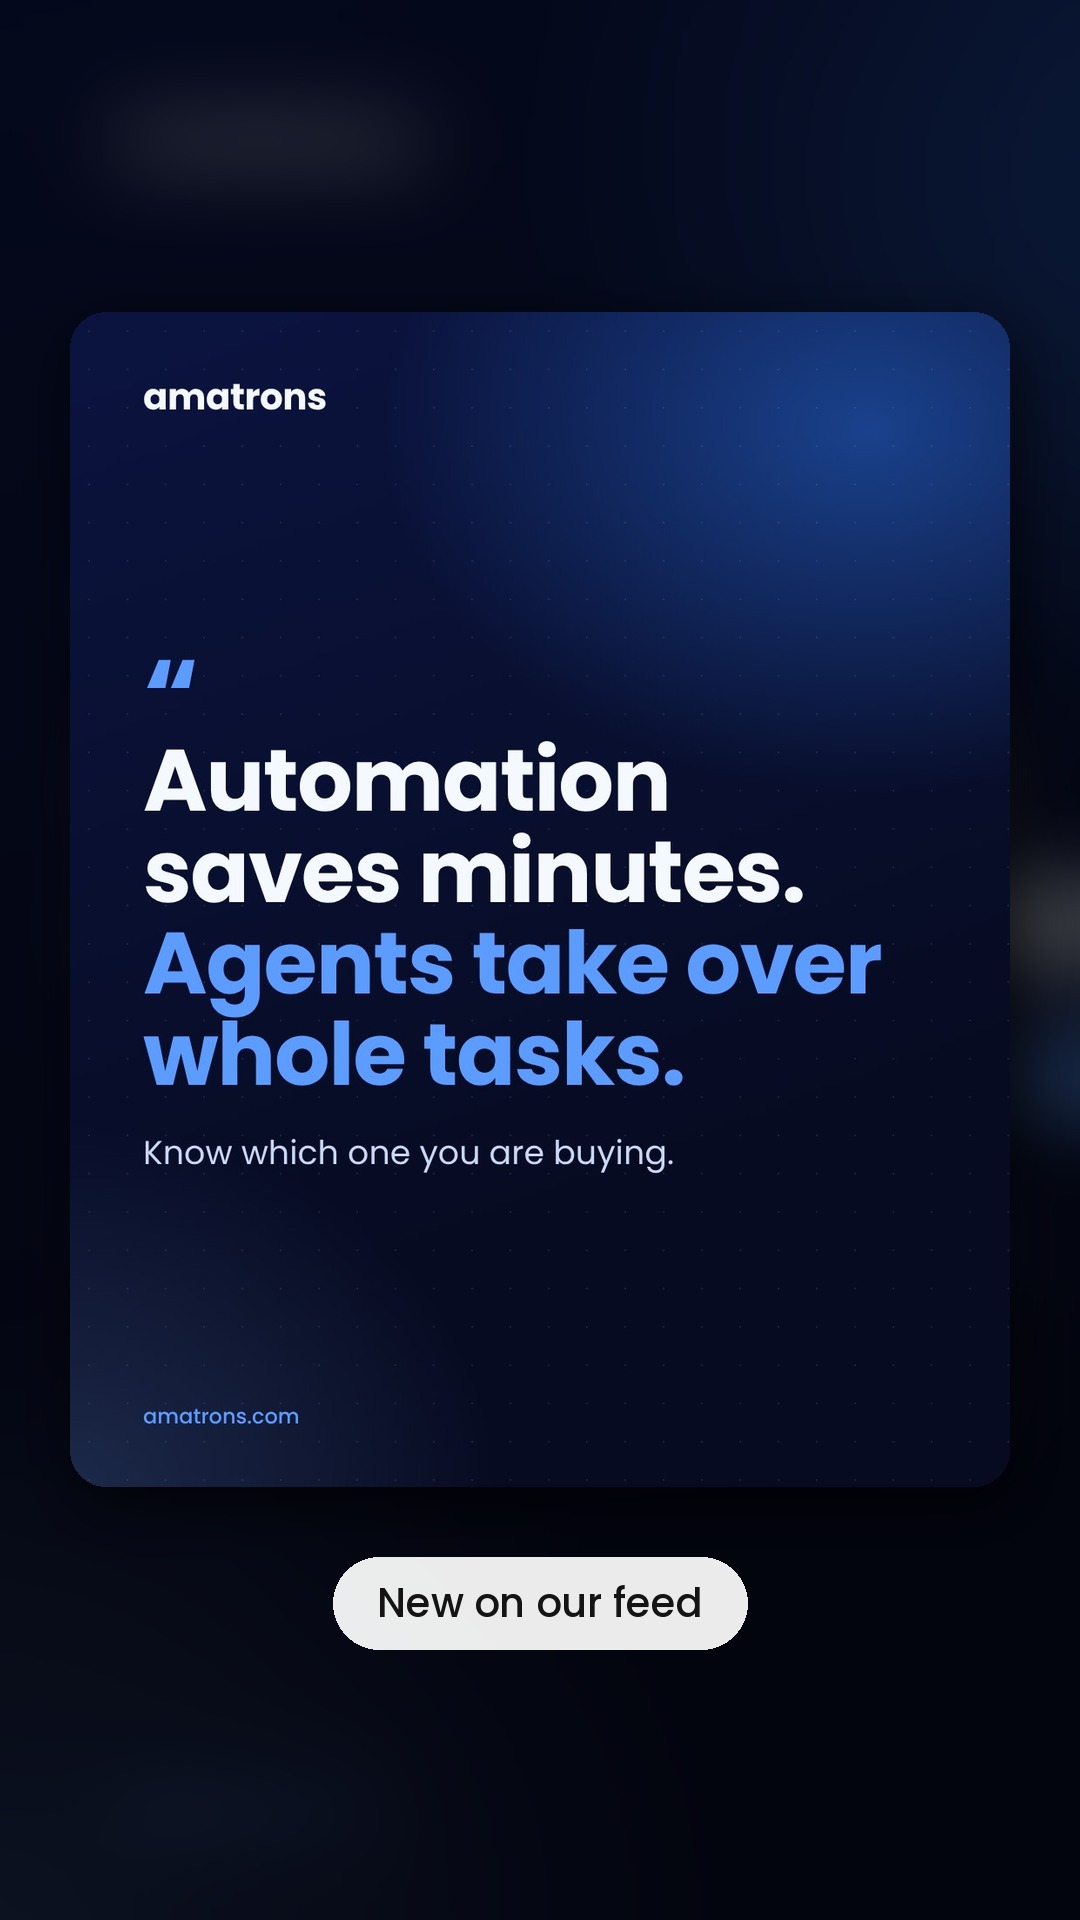 amatrons
“
Automation
saves minutes.
Agents take over
whole tasks.
Know which one you are buying.
amatrons.com
New on our feed